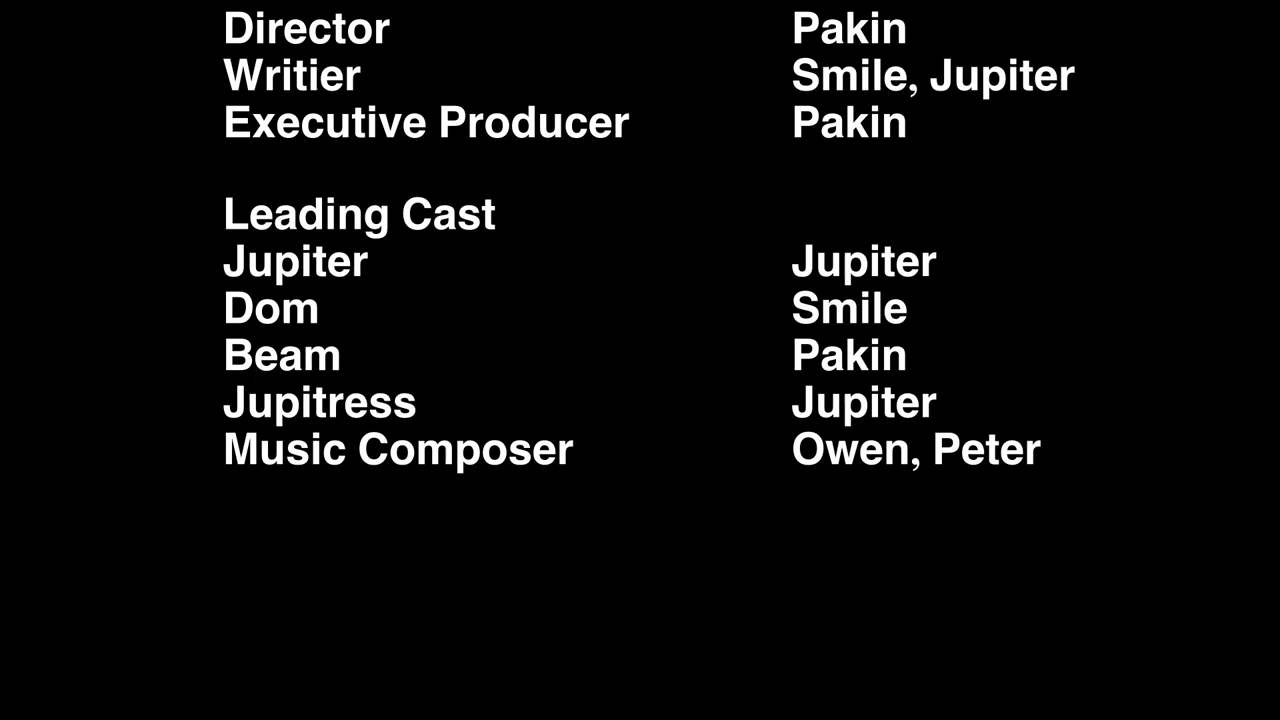 Director Pakin
Writier Smile, Jupiter
Executive Producer Pakin
Leading Cast
Jupiter Jupiter
Dom Smile
Beam Pakin
Jupitress Jupiter
Music Composer Owen, Peter